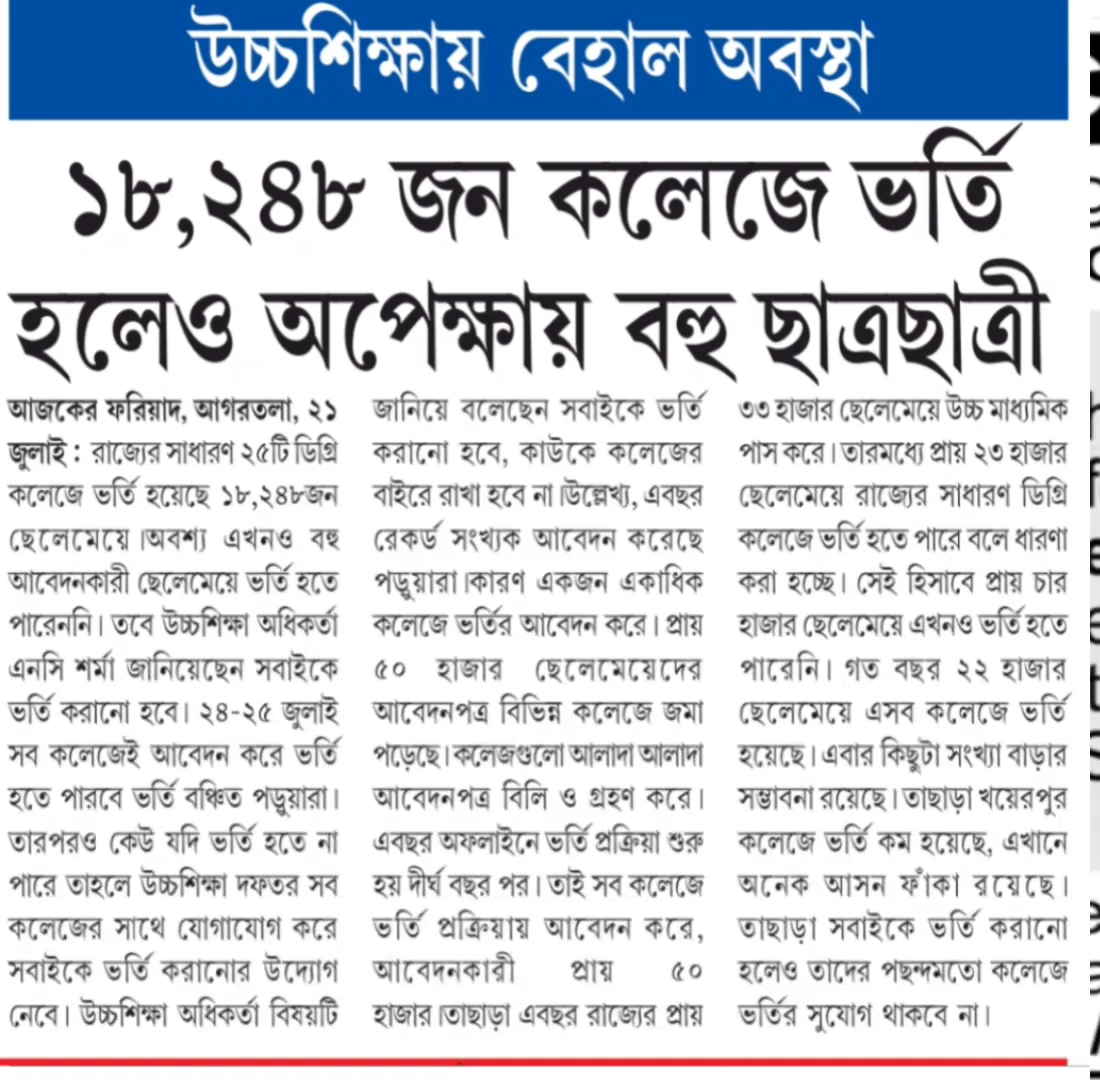 উচ্চশিক্ষায় বেহাল অবস্থা
১৮,২৪৮ জন কলেজে ভর্তি
হলেও অপেক্ষায় বহু ছাত্রছাত্রী
আজকের ফরিয়াদ, আগরতলা, ২১
জুলাই : রাজ্যের সাধারণ ২৫টি ডিগ্রি
কলেজে ভর্তি হয়েছে ১৮,২৪৮জন
ছেলেমেয়ে।অবশ্য এখনও বহু
আবেদনকারী ছেলেমেয়ে ভর্তি হতে
পারেননি। তবে উচ্চশিক্ষা অধিকর্তা
এনসি শর্মা জানিয়েছেন সবাইকে
ভর্তি করানো হবে। ২৪-২৫ জুলাই
সব কলেজেই আবেদন করে ভর্তি
হতে পারবে ভর্তি বঞ্চিত পড়ুয়ারা।
তারপরও কেউ যদি ভর্তি হতে না
পারে তাহলে উচ্চশিক্ষা দফতর সব
কলেজের সাথে যোগাযোগ করে
সবাইকে ভর্তি করানোর উদ্যোগ
নেবে। উচ্চশিক্ষা অধিকর্তা বিষয়টি
জানিয়ে বলেছেন সবাইকে ভর্তি
করানো হবে, কাউকে কলেজের
বাইরে রাখা হবে না।উল্লেখ্য, এবছর
রেকর্ড সংখ্যক আবেদন করেছে
পড়ুয়ারা।কারণ একজন একাধিক
কলেজে ভর্তির আবেদন করে। প্রায়
৫০ হাজার ছেলেমেয়েদের
আবেদনপত্র বিভিন্ন কলেজে জমা
পড়েছে।কলেজগুলো আলাদা আলাদা
আবেদনপত্র বিলি ও গ্রহণ করে।
এবছর অফলাইনে ভর্তি প্রক্রিয়া শুরু
হয় দীর্ঘ বছর পর। তাই সব কলেজে
ভর্তি প্রক্রিয়ায় আবেদন করে,
আবেদনকারী প্রায় ৫০
হাজার।তাছাড়া এবছর রাজ্যের প্রায়
৩৩ হাজার ছেলেমেয়ে উচ্চ মাধ্যমিক
পাস করে। তারমধ্যে প্রায় ২৩ হাজার
ছেলেমেয়ে রাজ্যের সাধারণ ডিগ্রি
কলেজে ভর্তি হতে পারে বলে ধারণা
করা হচ্ছে। সেই হিসাবে প্রায় চার
হাজার ছেলেমেয়ে এখনও ভর্তি হতে
পারেনি। গত বছর ২২ হাজার
ছেলেমেয়ে এসব কলেজে ভর্তি
হয়েছে। এবার কিছুটা সংখ্যা বাড়ার
সম্ভাবনা রয়েছে। তাছাড়া খয়েরপুর
কলেজে ভর্তি কম হয়েছে, এখানে
অনেক আসন ফাঁকা রয়েছে।
তাছাড়া সবাইকে ভর্তি করানো
হলেও তাদের পছন্দমতো কলেজে
ভর্তির সুযোগ থাকবে না।